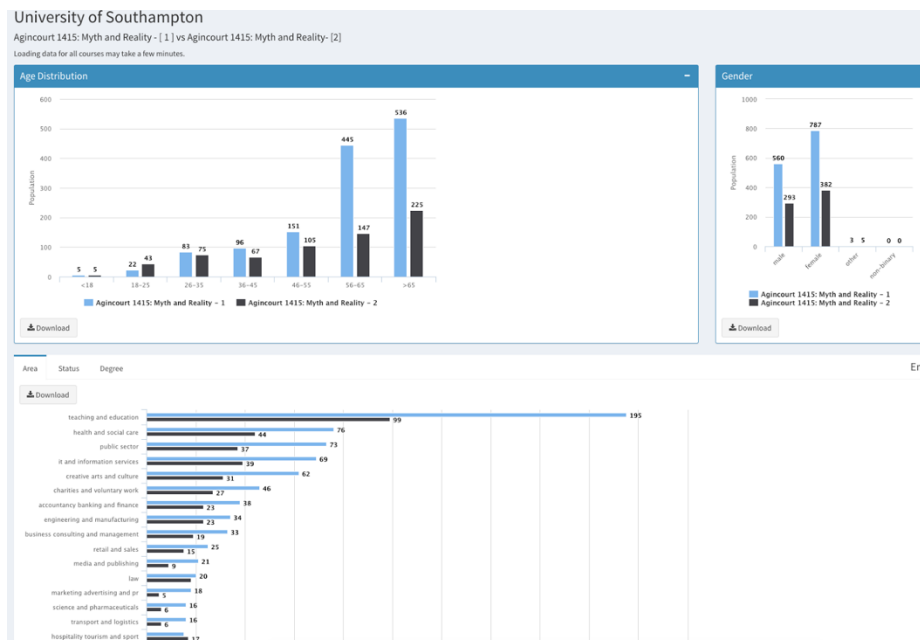 University of Southampton
Agincourt 1415: Myth and Reality - [ 1 ] vs Agincourt 1415: Myth and Reality- [2]
Loading data for all courses may take a few minutes.
Age Distribution
−
600
500
400
300
200
100
0
Population
5 5
22 43
83 75
96 67
151 105
445 147
536 225
<18 18-25 26-35 36-45 46-55 56-65 >65
Agincourt 1415: Myth and Reality - 1 Agincourt 1415: Myth and Reality - 2
Download
Gender
1000
800
600
400
200
0
Population
560 293
787 382
3 5
0 0
male female other non-binary
Agincourt 1415: Myth and Reality - 1
Agincourt 1415: Myth and Reality - 2
Download
Area Status Degree
Er
Download
teaching and education 195 99
health and social care 76 44
public sector 73 37
it and information services 69 39
creative arts and culture 62 31
charities and voluntary work 46 27
accountancy banking and finance 38 23
engineering and manufacturing 34 23
business consulting and management 33 19
retail and sales 25 15
media and publishing 21 9
law 20
marketing advertising and pr 18 5
science and pharmaceuticals 16 6
transport and logistics 16 6
hospitality tourism and sport 17